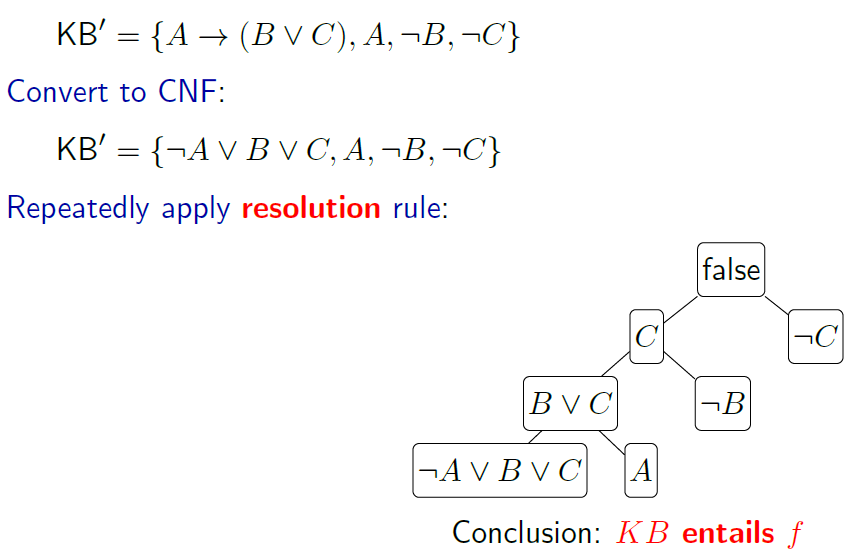 KB′ = {A → (B ∨ C), A, ¬B, ¬C}
Convert to CNF:
KB′ = {¬A ∨ B ∨ C, A, ¬B, ¬C}
Repeatedly apply resolution rule:
false
C ¬C
B ∨ C ¬B
¬A ∨ B ∨ C A
Conclusion: KB entails f